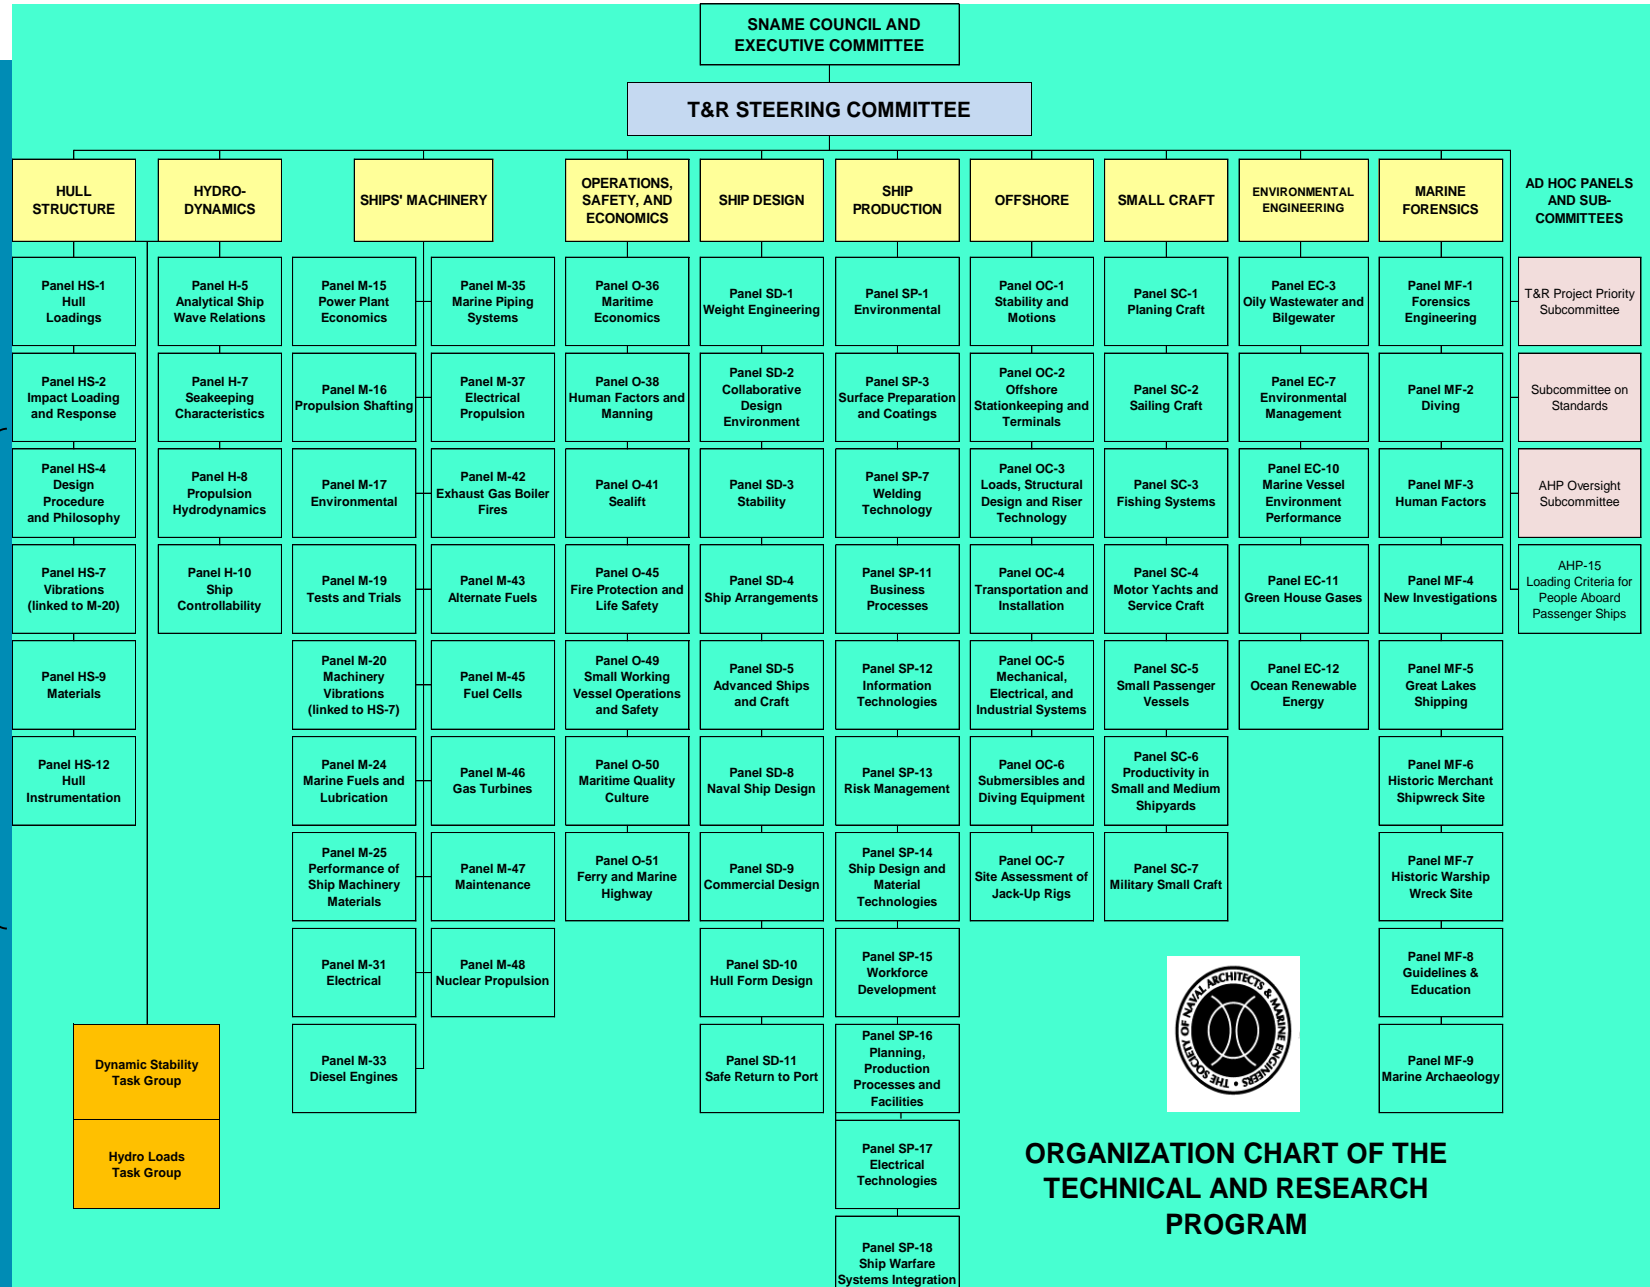 SNAME COUNCIL AND
EXECUTIVE COMMITTEE
T&R STEERING COMMITTEE
HULL
STRUCTURE
HYDRO-
DYNAMICS
SHIPS' MACHINERY
OPERATIONS,
SAFETY, AND
ECONOMICS
SHIP DESIGN
SHIP
PRODUCTION
OFFSHORE
SMALL CRAFT
ENVIRONMENTAL
ENGINEERING
MARINE
FORENSICS
AD HOC PANELS
AND SUB-
COMMITTEES
Panel HS-1
Hull
Loadings
Panel HS-2
Impact Loading
and Response
Panel HS-4
Design
Procedure
and Philosophy
Panel HS-7
Vibrations
(linked to M-20)
Panel HS-9
Materials
Panel HS-12
Hull
Instrumentation
Panel H-5
Analytical Ship
Wave Relations
Panel H-7
Seakeeping
Characteristics
Panel H-8
Propulsion
Hydrodynamics
Panel H-10
Ship
Controllability
Dynamic Stability
Task Group
Hydro Loads
Task Group
Panel M-15
Power Plant
Economics
Panel M-16
Propulsion Shafting
Panel M-17
Environmental
Panel M-19
Tests and Trials
Panel M-20
Machinery
Vibrations
(linked to HS-7)
Panel M-24
Marine Fuels and
Lubrication
Panel M-25
Performance of
Ship Machinery
Materials
Panel M-31
Electrical
Panel M-33
Diesel Engines
Panel M-35
Marine Piping
Systems
Panel M-37
Electrical
Propulsion
Panel M-42
Exhaust Gas Boiler
Fires
Panel M-43
Alternate Fuels
Panel M-45
Fuel Cells
Panel M-46
Gas Turbines
Panel M-47
Maintenance
Panel M-48
Nuclear Propulsion
Panel O-36
Maritime
Economics
Panel O-38
Human Factors and
Manning
Panel O-41
Sealift
Panel O-45
Fire Protection and
Life Safety
Panel O-49
Small Working
Vessel Operations
and Safety
Panel O-50
Maritime Quality
Culture
Panel O-51
Ferry and Marine
Highway
Panel SD-1
Weight Engineering
Panel SD-2
Collaborative
Design
Environment
Panel SD-3
Stability
Panel SD-4
Ship Arrangements
Panel SD-5
Advanced Ships
and Craft
Panel SD-8
Naval Ship Design
Panel SD-9
Commercial Design
Panel SD-10
Hull Form Design
Panel SD-11
Safe Return to Port
Panel SP-1
Environmental
Panel SP-3
Surface Preparation
and Coatings
Panel SP-7
Welding
Technology
Panel SP-11
Business
Processes
Panel SP-12
Information
Technologies
Panel SP-13
Risk Management
Panel SP-14
Ship Design and
Material
Technologies
Panel SP-15
Workforce
Development
Panel SP-16
Planning,
Production
Processes and
Facilities
Panel SP-17
Electrical
Technologies
Panel SP-18
Ship Warfare
Systems Integration
Panel OC-1
Stability and
Motions
Panel OC-2
Offshore
Stationkeeping and
Terminals
Panel OC-3
Loads, Structural
Design and Riser
Technology
Panel OC-4
Transportation and
Installation
Panel OC-5
Mechanical,
Electrical, and
Industrial Systems
Panel OC-6
Submersibles and
Diving Equipment
Panel OC-7
Site Assessment of
Jack-Up Rigs
Panel SC-1
Planing Craft
Panel SC-2
Sailing Craft
Panel SC-3
Fishing Systems
Panel SC-4
Motor Yachts and
Service Craft
Panel SC-5
Small Passenger
Vessels
Panel SC-6
Productivity in
Small and Medium
Shipyards
Panel SC-7
Military Small Craft
Panel EC-3
Oily Wastewater and
Bilgewater
Panel EC-7
Environmental
Management
Panel EC-10
Marine Vessel
Environment
Performance
Panel EC-11
Green House Gases
Panel EC-12
Ocean Renewable
Energy
Panel MF-1
Forensics
Engineering
Panel MF-2
Diving
Panel MF-3
Human Factors
Panel MF-4
New Investigations
Panel MF-5
Great Lakes
Shipping
Panel MF-6
Historic Merchant
Shipwreck Site
Panel MF-7
Historic Warship
Wreck Site
Panel MF-8
Guidelines &
Education
Panel MF-9
Marine Archaeology
T&R Project Priority
Subcommittee
Subcommittee on
Standards
AHP Oversight
Subcommittee
AHP-15
Loading Criteria for
People Aboard
Passenger Ships
THE SOCIETY OF NAVAL ARCHITECTS & MARINE ENGINEERS •
ORGANIZATION CHART OF THE
TECHNICAL AND RESEARCH
PROGRAM